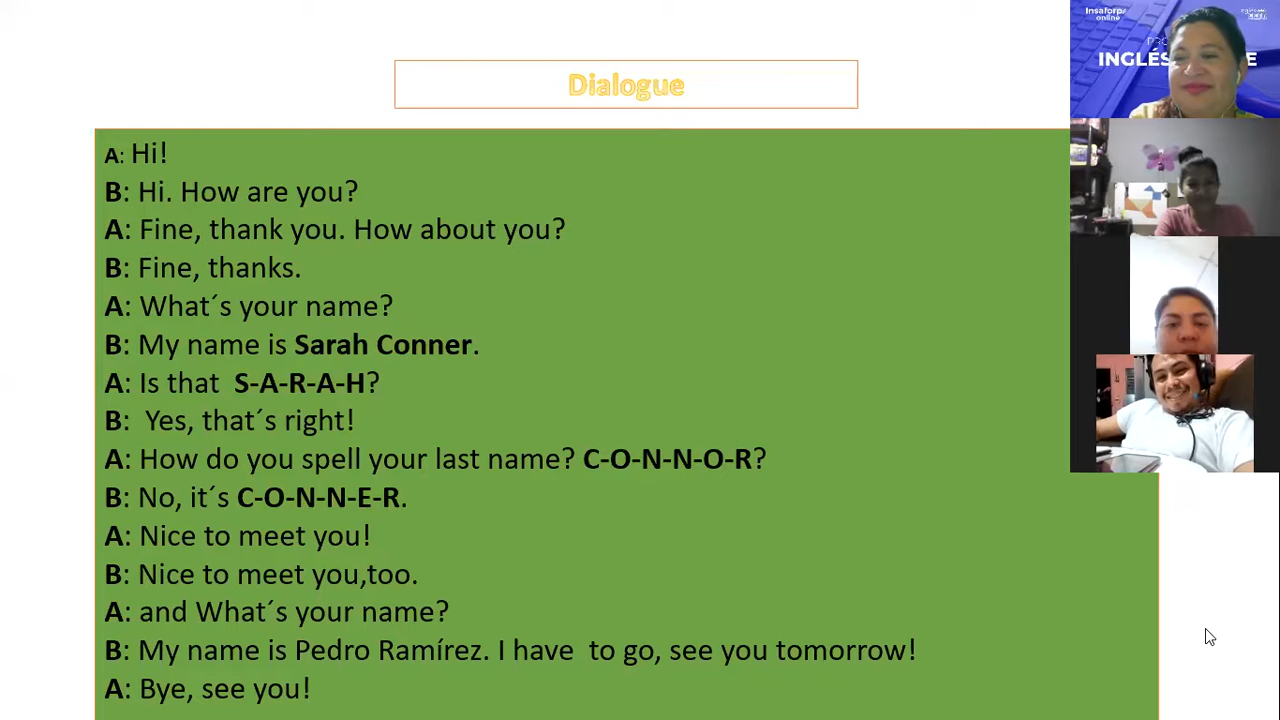 Dialogue
A: Hi!
B: Hi. How are you?
A: Fine, thank you. How about you?
B: Fine, thanks.
A: What´s your name?
B: My name is Sarah Conner.
A: Is that S-A-R-A-H?
B: Yes, that´s right!
A: How do you spell your last name? C-O-N-N-O-R?
B: No, it´s C-O-N-N-E-R.
A: Nice to meet you!
B: Nice to meet you,too.
A: and What´s your name?
B: My name is Pedro Ramírez. I have to go, see you tomorrow!
A: Bye, see you!
Insaforp
online
INGLÉS